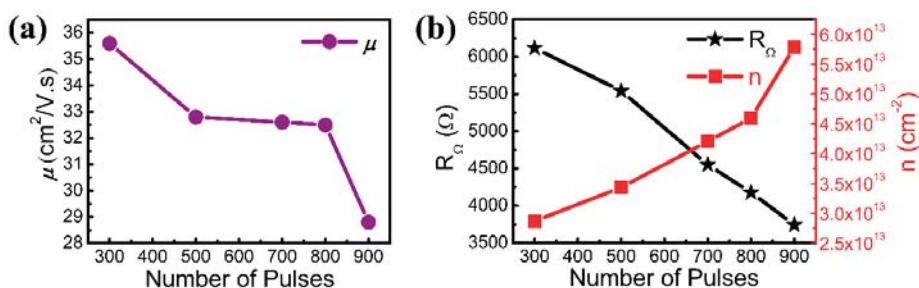 (a)
μ
μ (cm²/V.s)
36
35
34
33
32
31
30
29
28
300 400 500 600 700 800 900
Number of Pulses
(b)
R_Ω
n
R_Ω (Ω)
6500
6000
5500
5000
4500
4000
3500
300 400 500 600 700 800 900
Number of Pulses
6.0x10¹³
5.5x10¹³
5.0x10¹³
4.5x10¹³
4.0x10¹³
3.5x10¹³
3.0x10¹³
2.5x10¹³
n (cm⁻²)